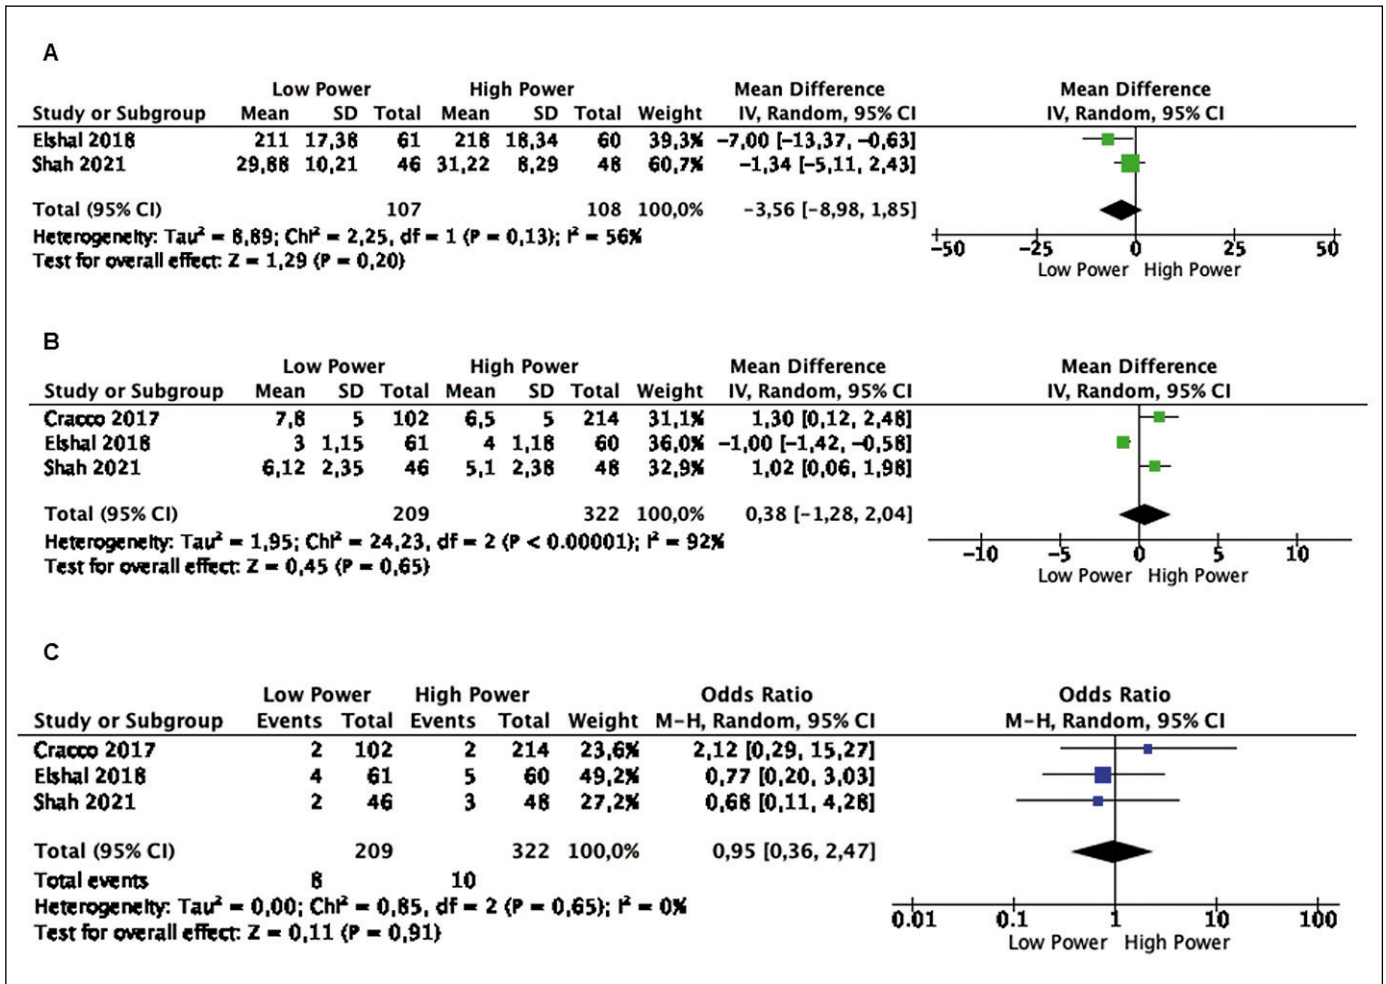 A
Low Power High Power Mean Difference Mean Difference
Study or Subgroup Mean SD Total Mean SD Total Weight IV, Random, 95% CI IV, Random, 95% CI
Elshal 2018 211 17,38 61 218 18,34 60 39,3% −7,00 [−13,37, −0,63]
Shah 2021 29,88 10,21 46 31,22 8,29 48 60,7% −1,34 [−5,11, 2,43]
Total (95% CI) 107 108 100,0% −3,56 [−8,98, 1,85]
Heterogeneity: Tau² = 8,89; Chi² = 2,25, df = 1 (P = 0,13); I² = 56%
Test for overall effect: Z = 1,29 (P = 0,20)
−50 −25 0 25 50
Low Power High Power
B
Low Power High Power Mean Difference Mean Difference
Study or Subgroup Mean SD Total Mean SD Total Weight IV, Random, 95% CI IV, Random, 95% CI
Cracco 2017 7,8 5 102 6,5 5 214 31,1% 1,30 [0,12, 2,48]
Elshal 2018 3 1,15 61 4 1,18 60 36,0% −1,00 [−1,42, −0,58]
Shah 2021 6,12 2,35 46 5,1 2,38 48 32,9% 1,02 [0,06, 1,98]
Total (95% CI) 209 322 100,0% 0,38 [−1,28, 2,04]
Heterogeneity: Tau² = 1,95; Chi² = 24,23, df = 2 (P < 0.00001); I² = 92%
Test for overall effect: Z = 0,45 (P = 0,65)
−10 −5 0 5 10
Low Power High Power
C
Low Power High Power Odds Ratio Odds Ratio
Study or Subgroup Events Total Events Total Weight M−H, Random, 95% CI M−H, Random, 95% CI
Cracco 2017 2 102 2 214 23,6% 2,12 [0,29, 15,27]
Elshal 2018 4 61 5 60 49,2% 0,77 [0,20, 3,03]
Shah 2021 2 46 3 48 27,2% 0,68 [0,11, 4,28]
Total (95% CI) 209 322 100,0% 0,95 [0,36, 2,47]
Total events 8 10
Heterogeneity: Tau² = 0,00; Chi² = 0,85, df = 2 (P = 0,65); I² = 0%
Test for overall effect: Z = 0,11 (P = 0,91)
0.01 0.1 1 10 100
Low Power High Power